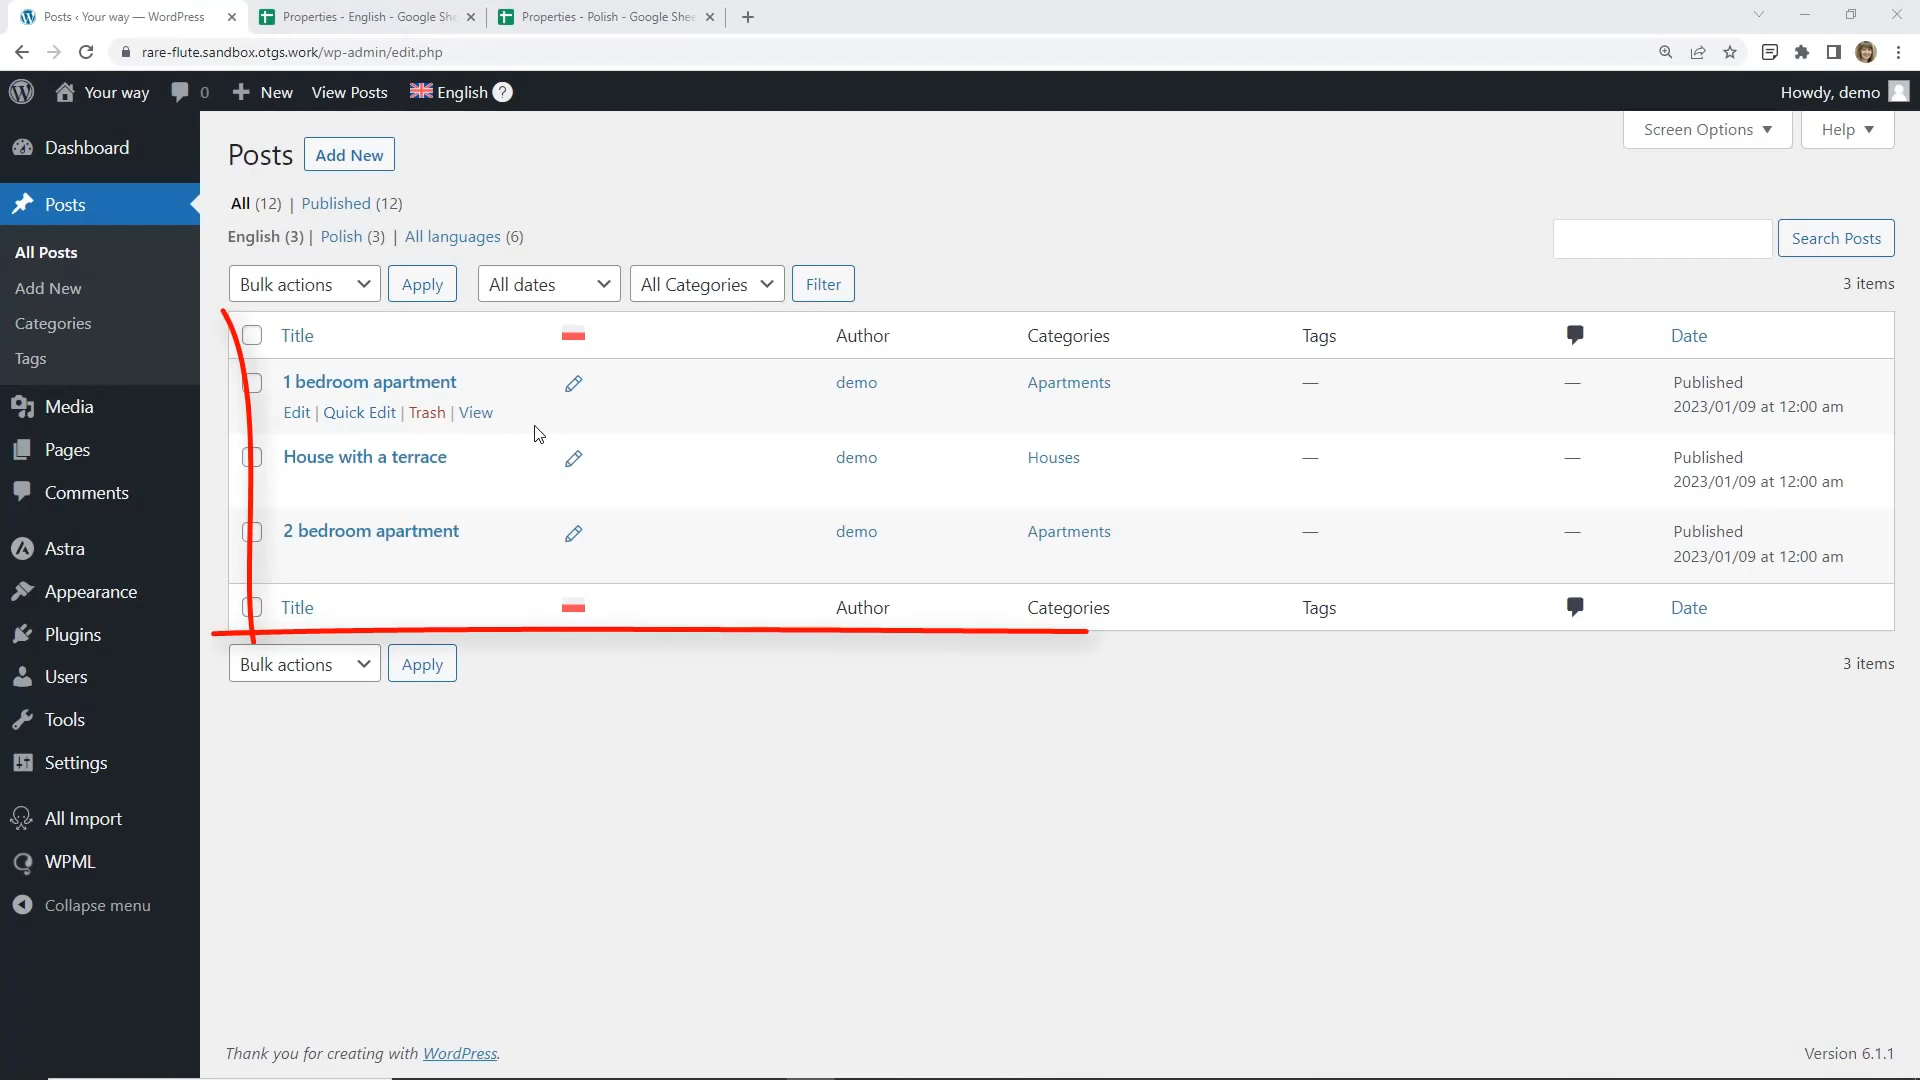 Posts ‹ Your way — WordPress
Properties - English - Google She
Properties - Polish - Google Shee
rare-flute.sandbox.otgs.work/wp-admin/edit.php
Your way 0 New View Posts English ? Howdy, demo
Screen Options Help
Dashboard
Posts
All Posts
Add New
Categories
Tags
Media
Pages
Comments
Astra
Appearance
Plugins
Users
Tools
Settings
All Import
WPML
Collapse menu
Posts Add New
All (12) | Published (12)
English (3) | Polish (3) | All languages (6)
Search Posts
Bulk actions Apply All dates All Categories Filter 3 items
Title Author Categories Tags Date
1 bedroom apartment demo Apartments — — Published
Edit | Quick Edit | Trash | View 2023/01/09 at 12:00 am
House with a terrace demo Houses — — Published
2023/01/09 at 12:00 am
2 bedroom apartment demo Apartments — — Published
2023/01/09 at 12:00 am
Title Author Categories Tags Date
Bulk actions Apply 3 items
Thank you for creating with WordPress. Version 6.1.1